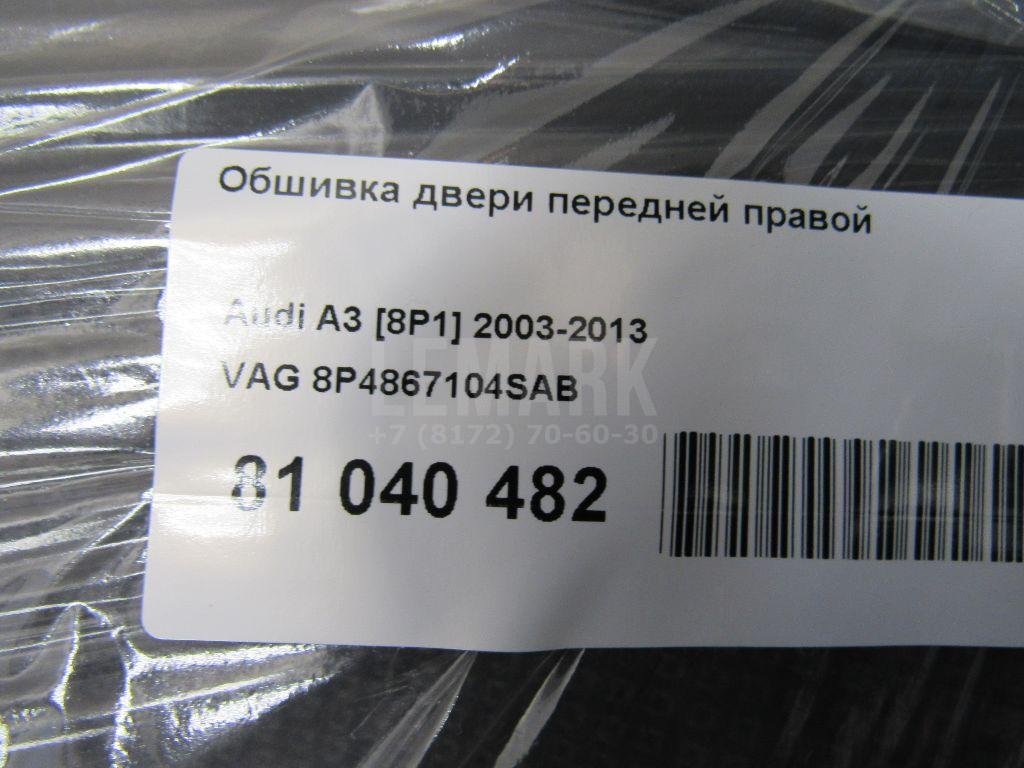 Обшивка двери передней правой
Audi A3 [8P1] 2003-2013
VAG 8P4867104SAB
LEMARK
+7 (8172) 70-60-30
81 040 482